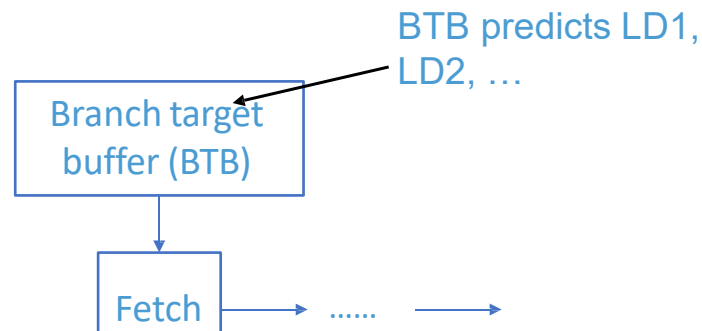 BTB predicts LD1,
LD2, …
Branch target
buffer (BTB)
Fetch
......